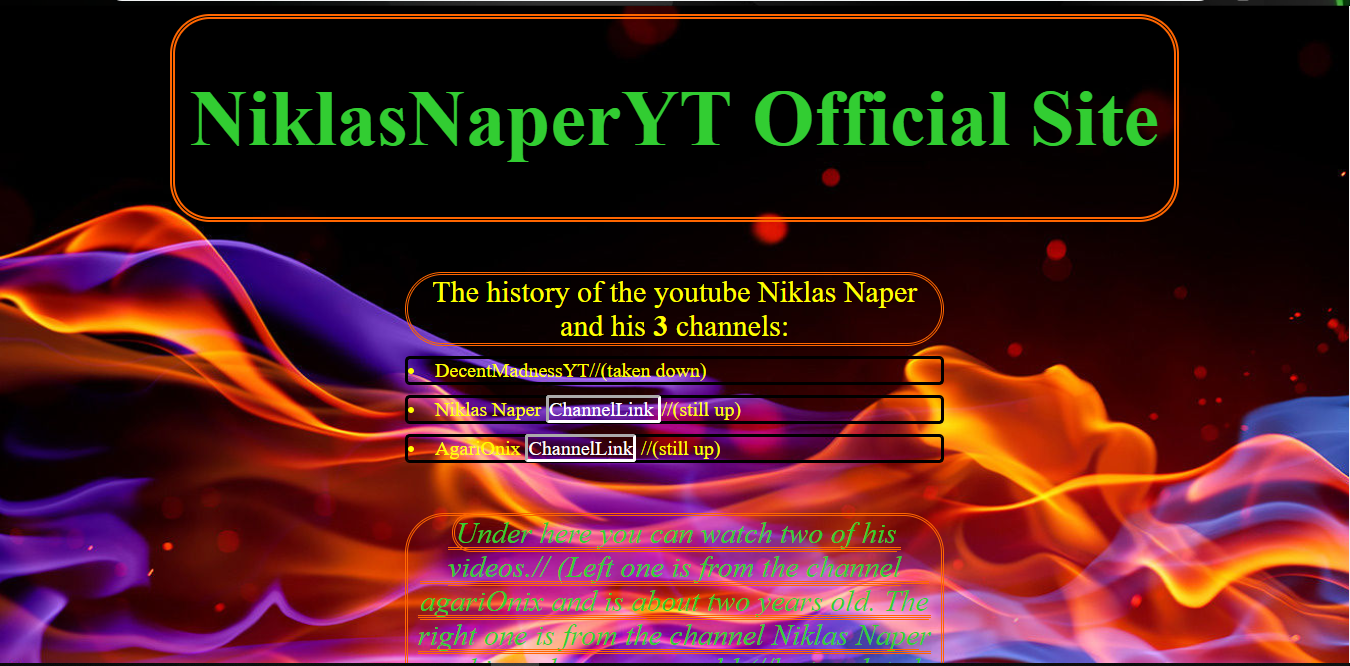 NiklasNaperYT Official Site
The history of the youtube Niklas Naper
and his 3 channels:
DecentMadnessYT//(taken down)
Niklas Naper ChannelLink //(still up)
AgariOnix ChannelLink //(still up)
Under here you can watch two of his
videos.// (Left one is from the channel
agariOnix and is about two years old. The
right one is from the channel Niklas Naper